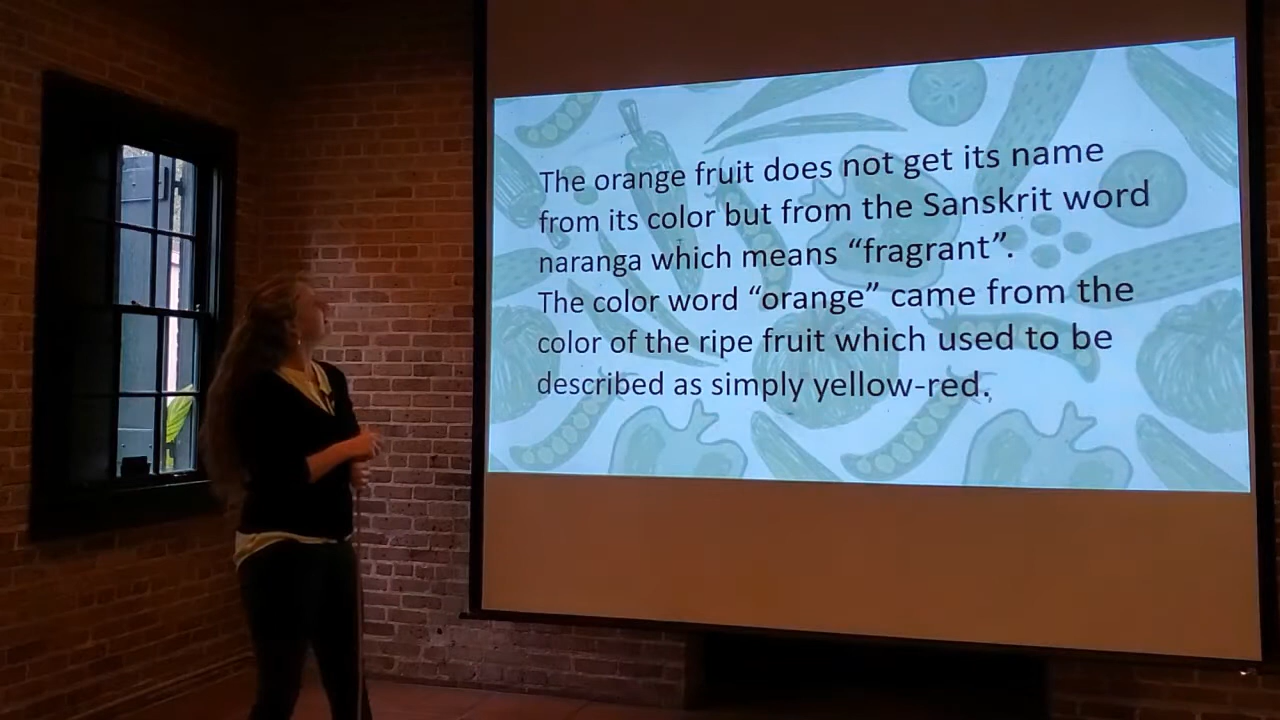 The orange fruit does not get its name
from its color but from the Sanskrit word
naranga which means “fragrant”.
The color word “orange” came from the
color of the ripe fruit which used to be
described as simply yellow-red.